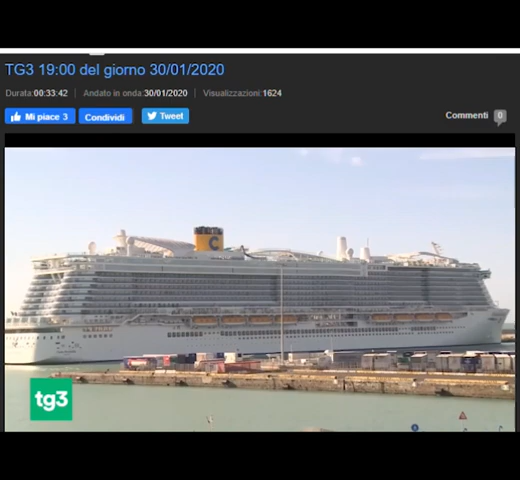 TG3 19:00 del giorno 30/01/2020
Durata:00:33:42 Andato in onda:30/01/2020 Visualizzazioni:1624
Mi piace 3 Condividi Tweet Commenti 0
C
tg3